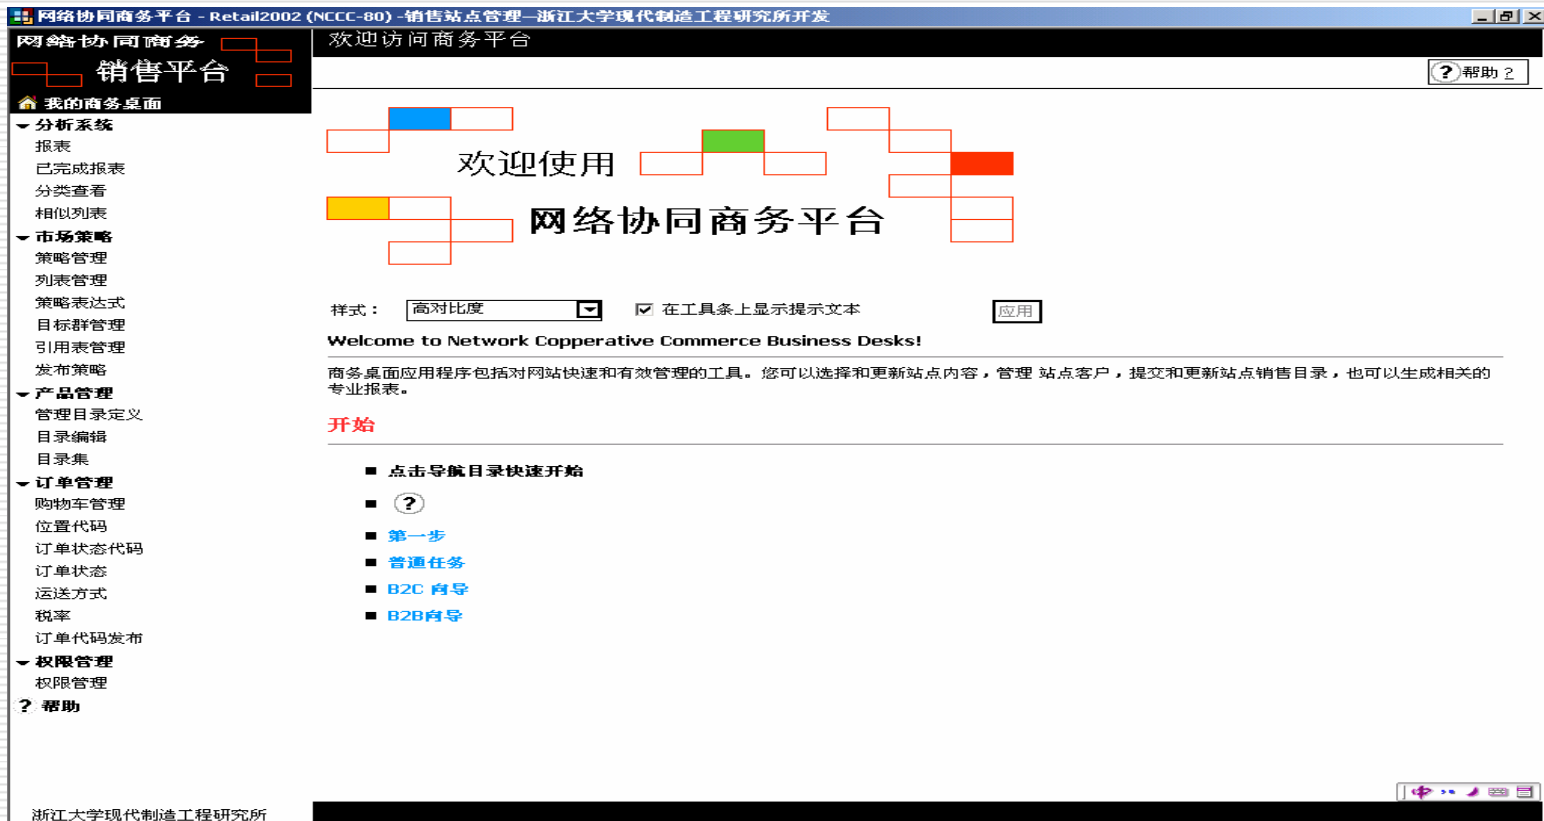 网络协同商务平台 - Retail2002 (NCCC-80) -销售站点管理—浙江大学现代制造工程研究所开发
网络协同商务
销售平台
我的商务桌面
分析系统
报表
已完成报表
分类查看
相似列表
市场策略
策略管理
列表管理
策略表达式
目标群管理
引用表管理
发布策略
产品管理
管理目录定义
目录编辑
目录集
订单管理
购物车管理
位置代码
订单状态代码
订单状态
运送方式
税率
订单代码发布
权限管理
权限管理
? 帮助
浙江大学现代制造工程研究所
欢迎访问商务平台
? 帮助 ?
欢迎使用
网络协同商务平台
样式： 高对比度 在工具条上显示提示文本 应用
Welcome to Network Copperative Commerce Business Desks!
商务桌面应用程序包括对网站快速和有效管理的工具。您可以选择和更新站点内容，管理 站点客户，提交和更新站点销售目录，也可以生成相关的
专业报表。
开始
点击导航目录快速开始
?
第一步
普通任务
B2C 向导
B2B向导
中